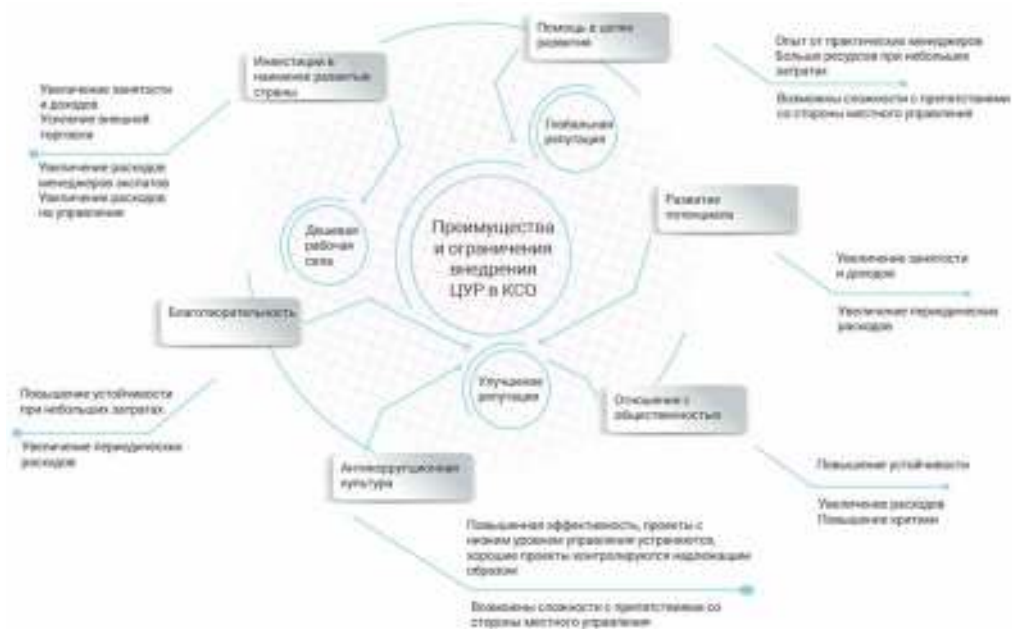 Помощь в целях
развития
Опыт от практических менеджеров
Больше ресурсов при небольших
затратах
Возможны сложности с препятствиями
со стороны местного управления
Инвестиции в
наименее развитые
страны
Увеличение занятости
и доходов
Усиление внешней
торговли
Увеличение расходов
менеджеров экспатов
Увеличение расходов
на управление
Глобальная
репутация
Дешевая
рабочая
сила
Преимущества
и ограничения
внедрения
ЦУР в КСО
Развитие
потенциала
Увеличение занятости
и доходов
Увеличение периодических
расходов
Благотворительность
Повышение устойчивости
при небольших затратах
Увеличение периодических
расходов
Улучшение
репутации
Отношение с
общественностью
Повышение устойчивости
Увеличение расходов
Повышение критики
Антикоррупционная
культура
Повышенная эффективность, проекты с
низким уровнем управления устраняются,
хорошие проекты контролируются надлежащим
образом
Возможны сложности с препятствиями со
стороны местного управления